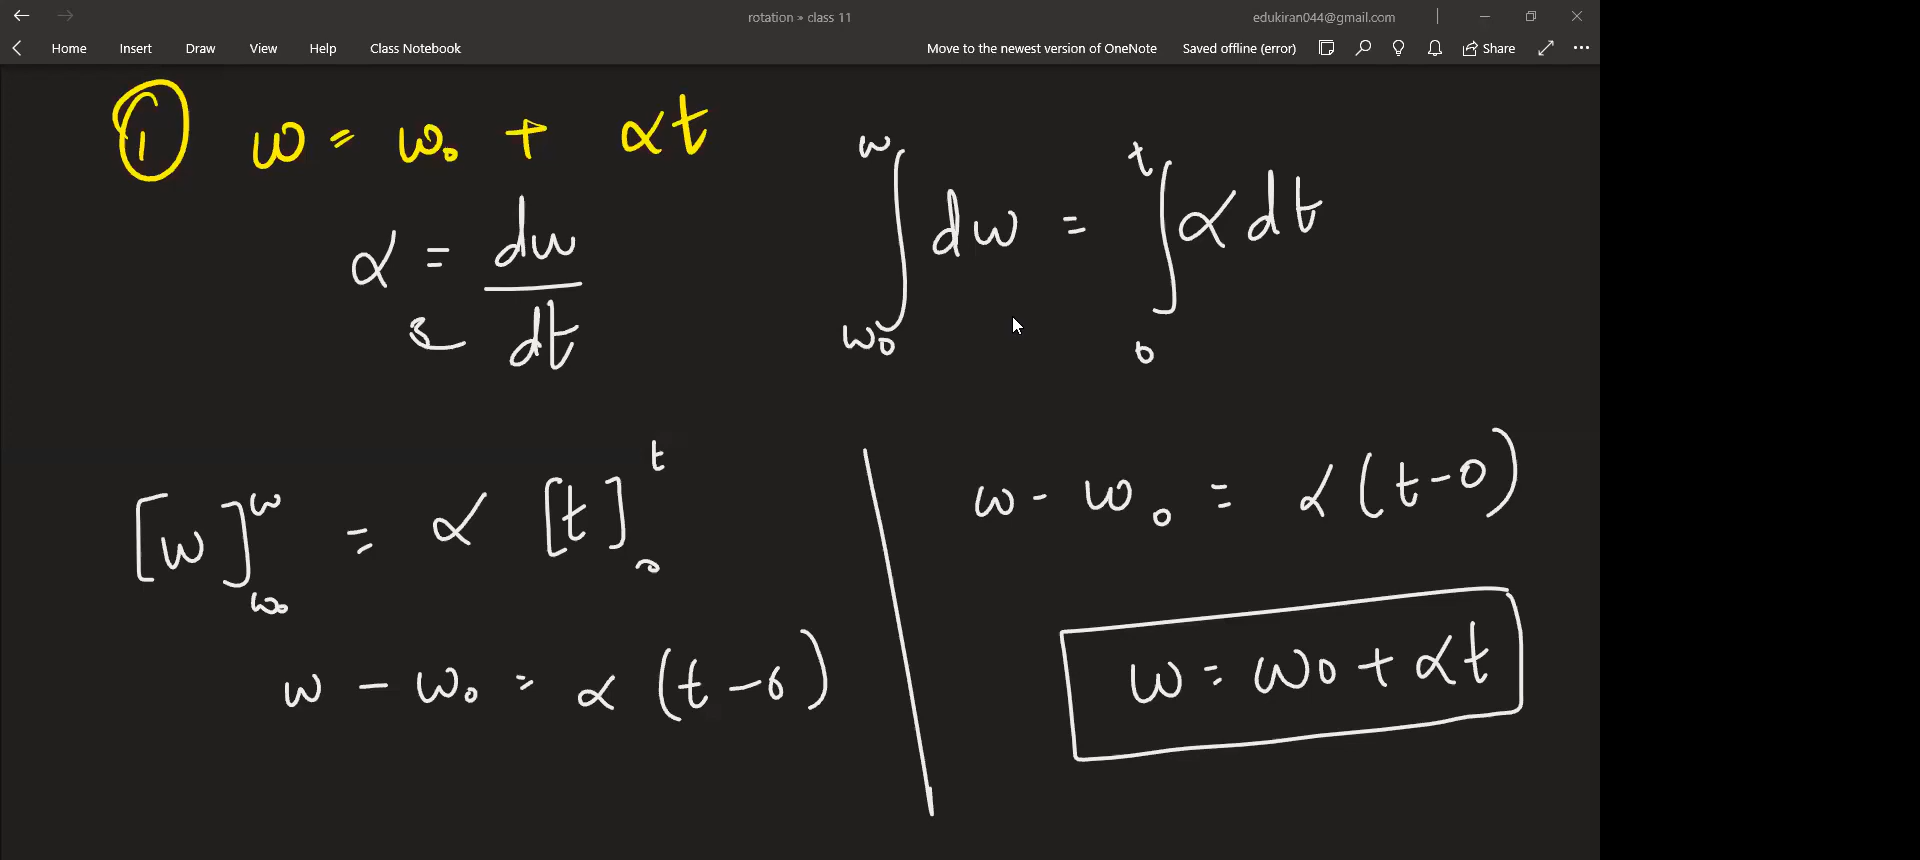 rotation » class 11
edukiran044@gmail.com
Home Insert Draw View Help Class Notebook
Move to the newest version of OneNote Saved offline (error) Share
① ω = ω₀ + αt
α = dω/dt
∫_{ω₀}^{ω} dω = ∫_{0}^{t} α dt
[ω]_{ω₀}^{ω} = α [t]_{0}^{t}
ω - ω₀ = α (t - 0)
ω - ω₀ = α (t - 0)
ω = ω₀ + αt